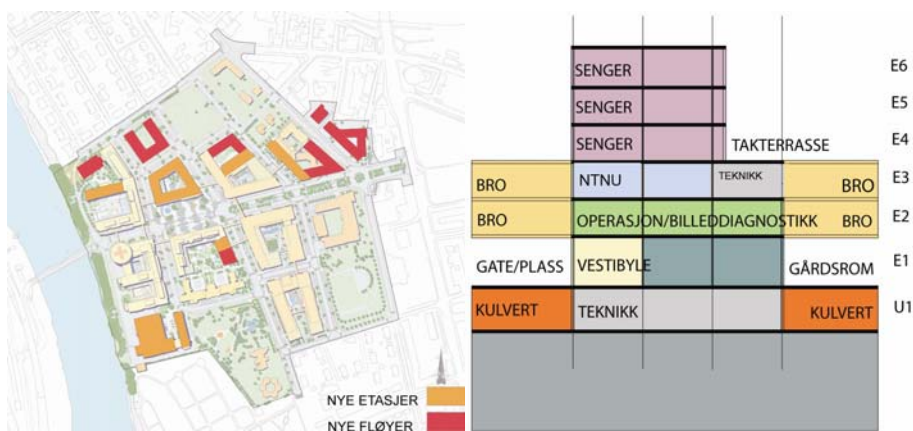 NYE ETASJER
NYE FLØYER
SENGER E6
SENGER E5
SENGER TAKTERRASSE E4
BRO NTNU TEKNIKK BRO E3
BRO OPERASJON/BILLEDDIAGNOSTIKK BRO E2
GATE/PLASS VESTIBYLE GÅRDSROM E1
KULVERT TEKNIKK KULVERT U1